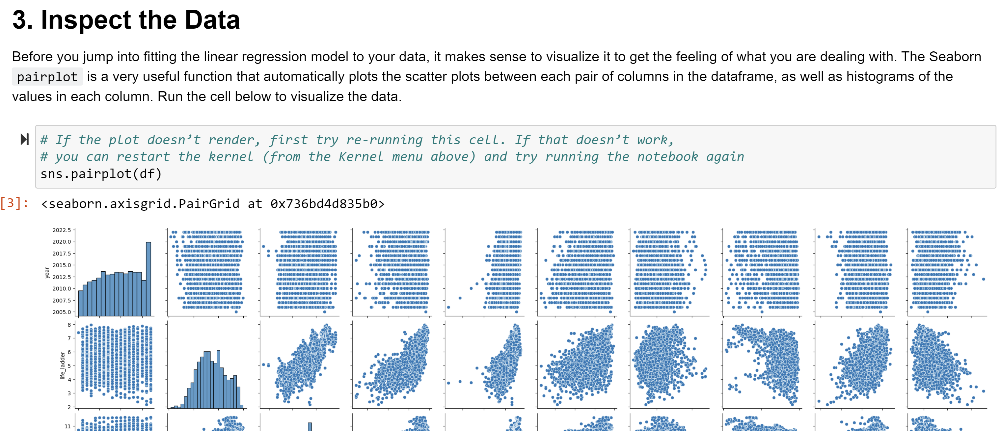 3. Inspect the Data
Before you jump into fitting the linear regression model to your data, it makes sense to visualize it to get the feeling of what you are dealing with. The Seaborn
pairplot is a very useful function that automatically plots the scatter plots between each pair of columns in the dataframe, as well as histograms of the
values in each column. Run the cell below to visualize the data.
# If the plot doesn’t render, first try re-running this cell. If that doesn’t work,
# you can restart the kernel (from the Kernel menu above) and try running the notebook again
sns.pairplot(df)
[3]: <seaborn.axisgrid.PairGrid at 0x736bd4d835b0>
2022.5
2020.0
2017.5
2015.0
2012.5
2010.0
2007.5
2005.0
year
8
7
6
5
4
3
2
life_ladder
11